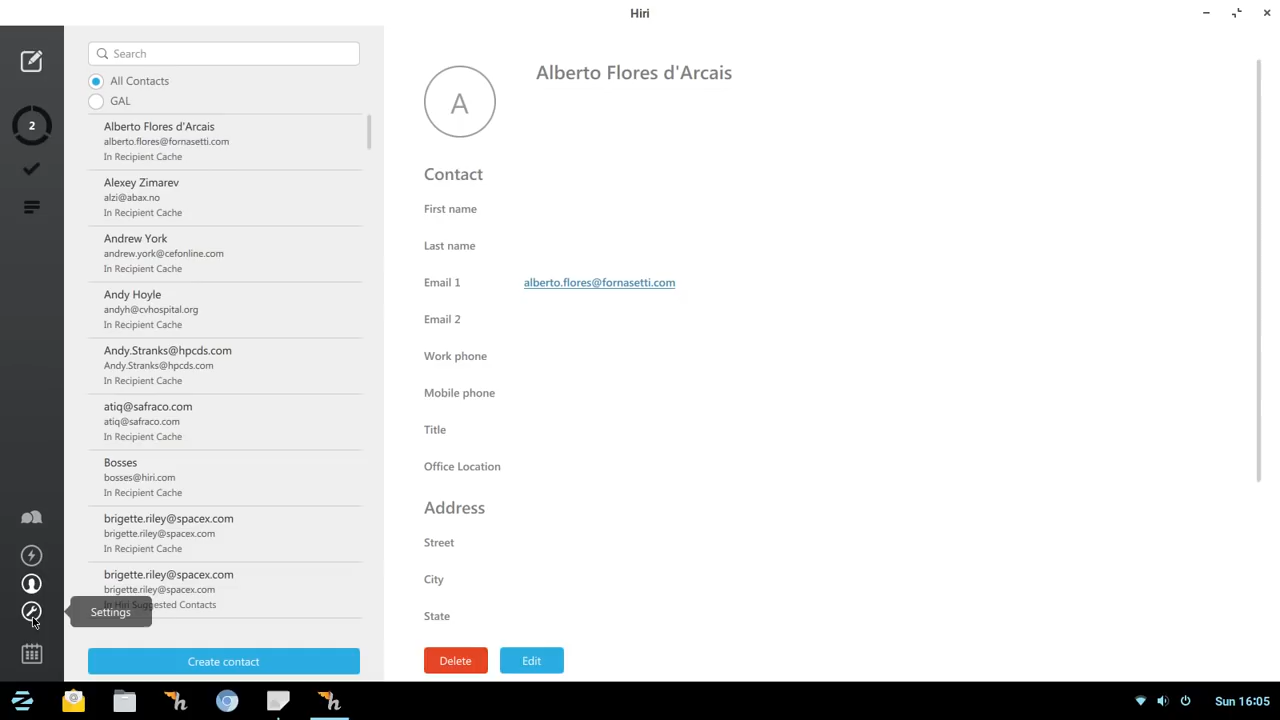 Hiri
Search
All Contacts
GAL
2
Alberto Flores d'Arcais
alberto.flores@fornasetti.com
In Recipient Cache
Alexey Zimarev
alzi@abax.no
In Recipient Cache
Andrew York
andrew.york@cefonline.com
In Recipient Cache
Andy Hoyle
andyh@cvhospital.org
In Recipient Cache
Andy.Stranks@hpcds.com
Andy.Stranks@hpcds.com
In Recipient Cache
atiq@safraco.com
atiq@safraco.com
In Recipient Cache
Bosses
bosses@hiri.com
In Recipient Cache
brigette.riley@spacex.com
brigette.riley@spacex.com
In Recipient Cache
brigette.riley@spacex.com
brigette.riley@spacex.com
In Hiri Suggested Contacts
Settings
Create contact
A
Alberto Flores d'Arcais
Contact
First name
Last name
Email 1 alberto.flores@fornasetti.com
Email 2
Work phone
Mobile phone
Title
Office Location
Address
Street
City
State
Delete
Edit
Sun 16:05